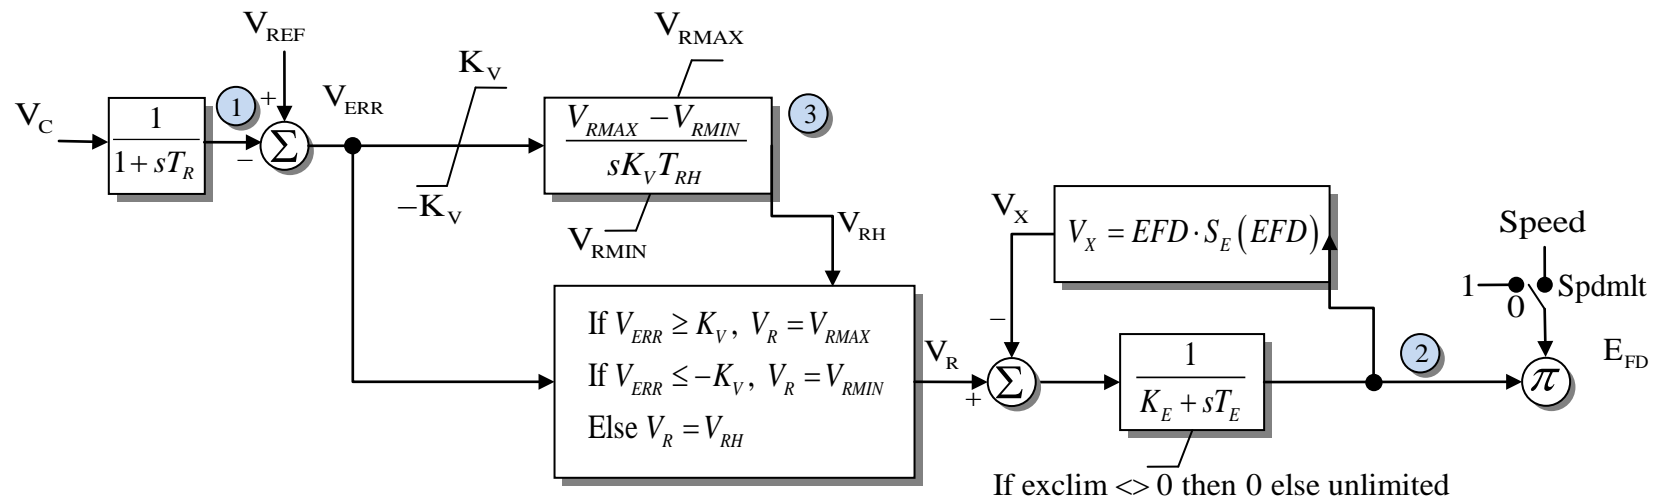 V_REF
V_RMAX
K_V
V_C
1
1 + sT_R
1
+
−
Σ
V_ERR
−K_V
V_RMAX − V_RMIN
sK_V T_RH
3
V_RMIN
V_RH
If V_ERR ≥ K_V, V_R = V_RMAX
If V_ERR ≤ −K_V, V_R = V_RMIN
Else V_R = V_RH
V_R
V_X
V_X = EFD · S_E (EFD)
−
+
Σ
1
K_E + sT_E
2
Speed
1
Spdmlt
0
π
E_FD
If exclim <> 0 then 0 else unlimited